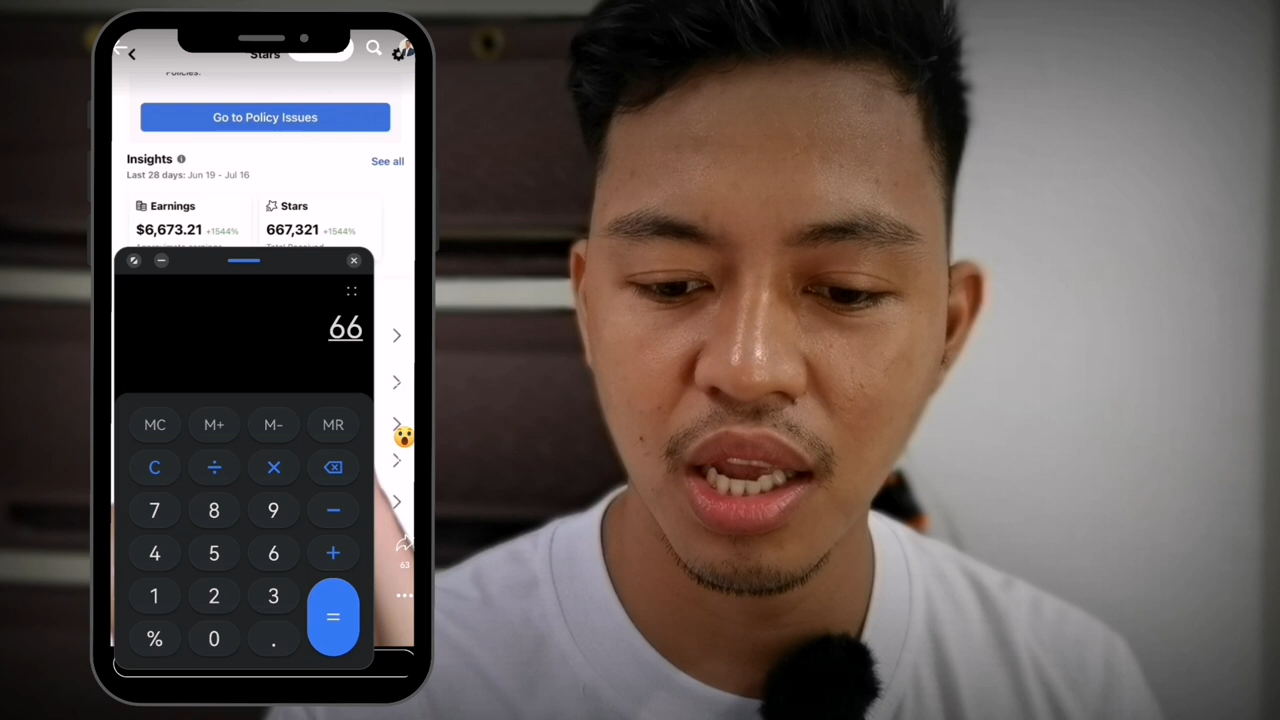 Stars
Policies.
Go to Policy Issues
Insights
See all
Last 28 days: Jun 19 - Jul 16
Earnings
Stars
$6,673.21 +1544%
667,321 +1544%
66
MC M+ M- MR
C ÷ ×
7 8 9 −
4 5 6 +
1 2 3 =
% 0 .
63